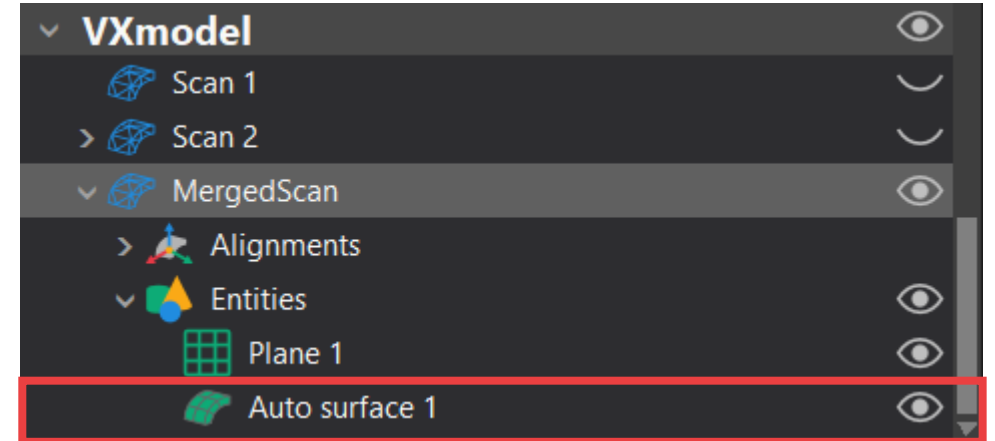 VXmodel
Scan 1
Scan 2
MergedScan
Alignments
Entities
Plane 1
Auto surface 1